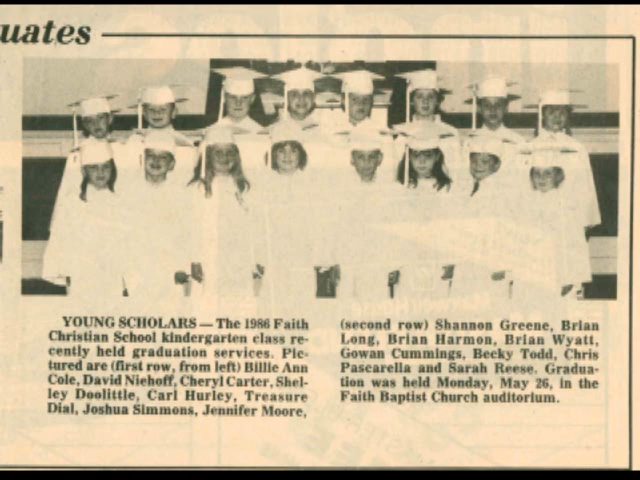 uates
YOUNG SCHOLARS — The 1986 Faith
Christian School kindergarten class re-
cently held graduation services. Pic-
tured are (first row, from left) Billie Ann
Cole, David Niehoff, Cheryl Carter, Shel-
ley Doolittle, Carl Hurley, Treasure
Dial, Joshua Simmons, Jennifer Moore,
(second row) Shannon Greene, Brian
Long, Brian Harmon, Brian Wyatt,
Gowan Cummings, Becky Todd, Chris
Pascarella and Sarah Reese. Gradua-
tion was held Monday, May 26, in the
Faith Baptist Church auditorium.